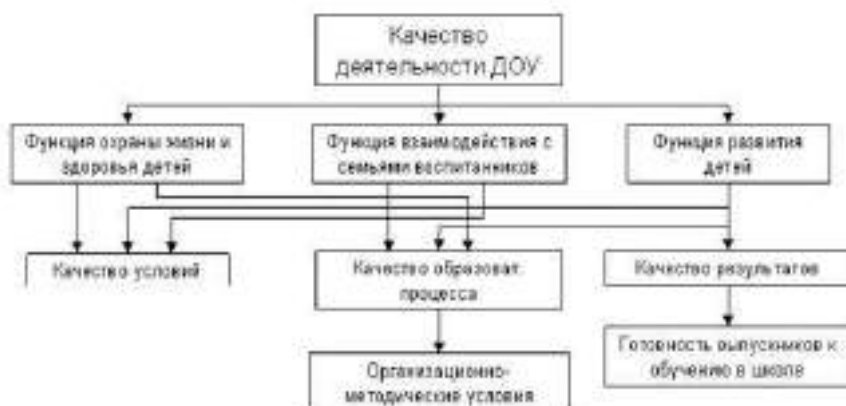 Качество
деятельности ДОУ
Функция охраны жизни и
здоровья детей
Функция взаимодействия с
семьями воспитанников
Функция развития
детей
Качество условий
Качество образоват.
процесса
Качество результатов
Организационно-
методические условия
Готовность выпускников к
обучению в школе